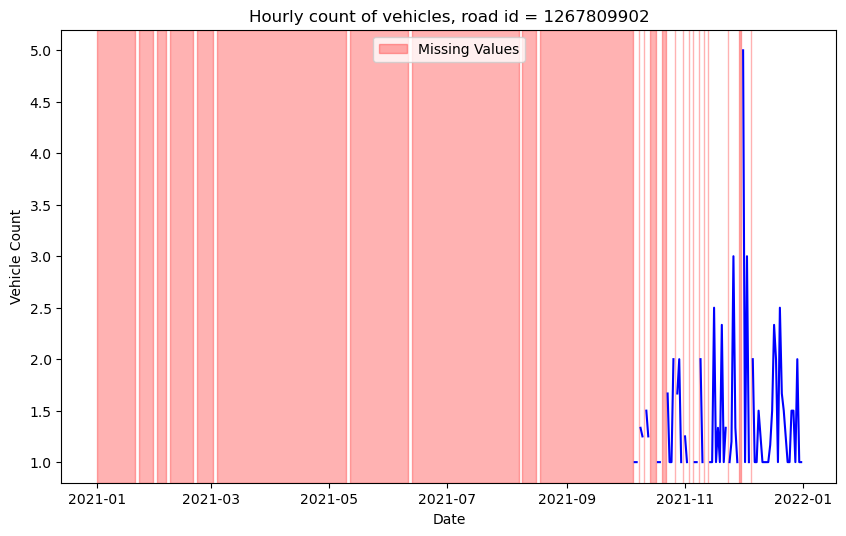 Hourly count of vehicles, road id = 1267809902
Missing Values
Vehicle Count
5.0
4.5
4.0
3.5
3.0
2.5
2.0
1.5
1.0
2021-01 2021-03 2021-05 2021-07 2021-09 2021-11 2022-01
Date